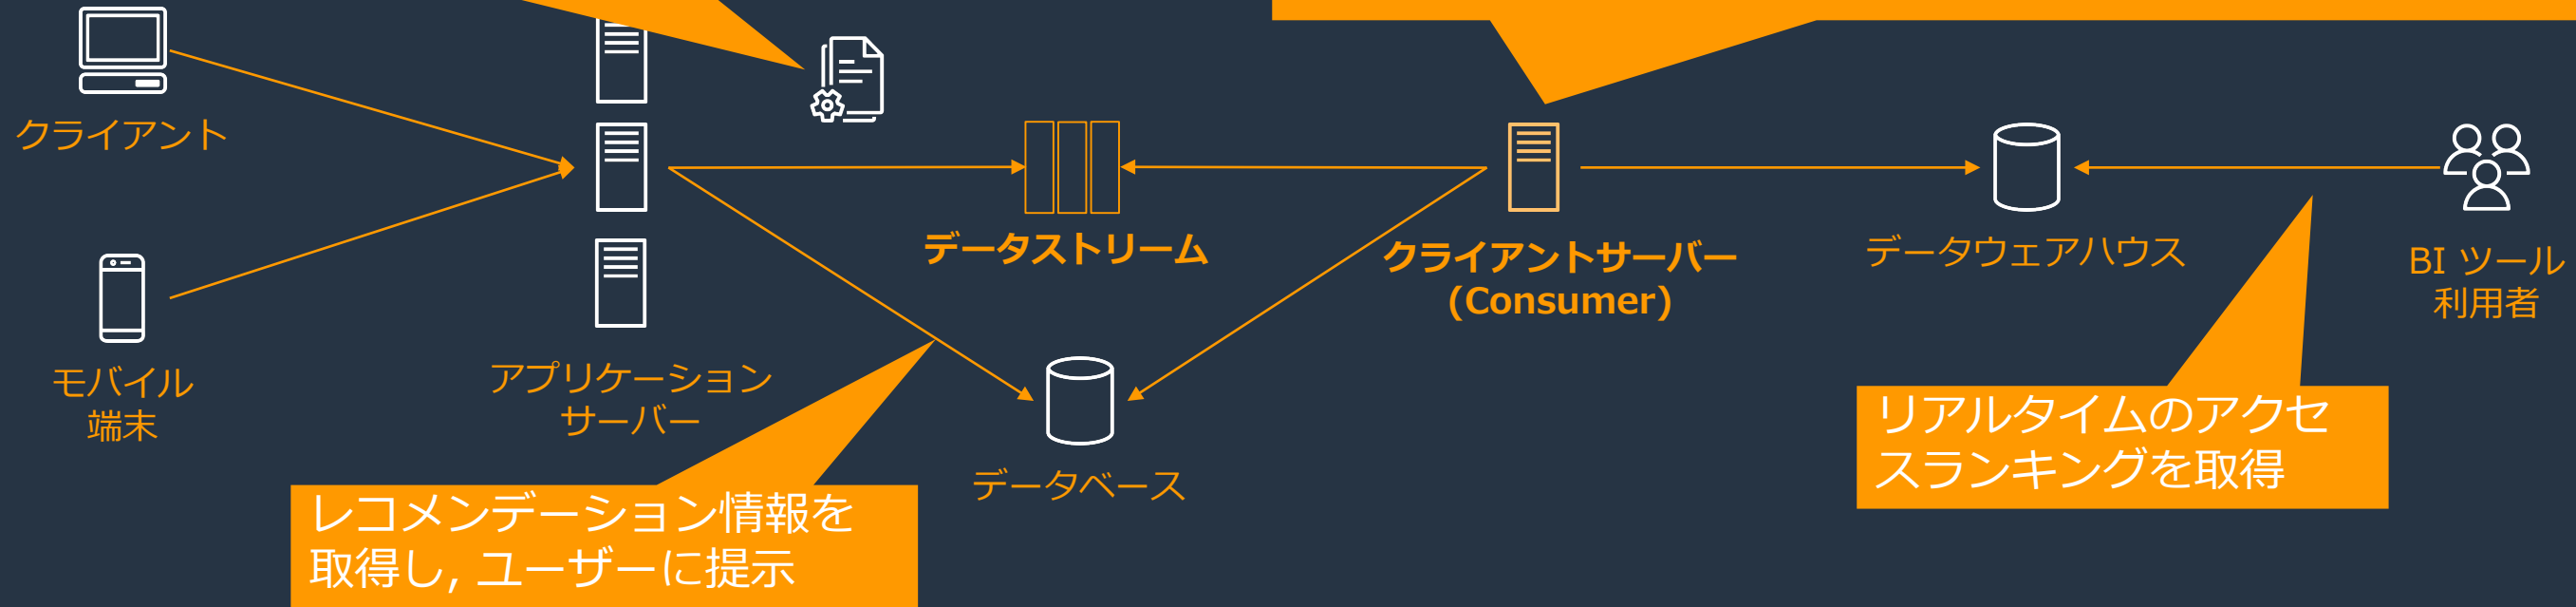 クライアント
モバイル
端末
アプリケーション
サーバー
データストリーム
データベース
クライアントサーバー
(Consumer)
データウェアハウス
BI ツール
利用者
レコメンデーション情報を
取得し, ユーザーに提示
リアルタイムのアクセ
スランキングを取得